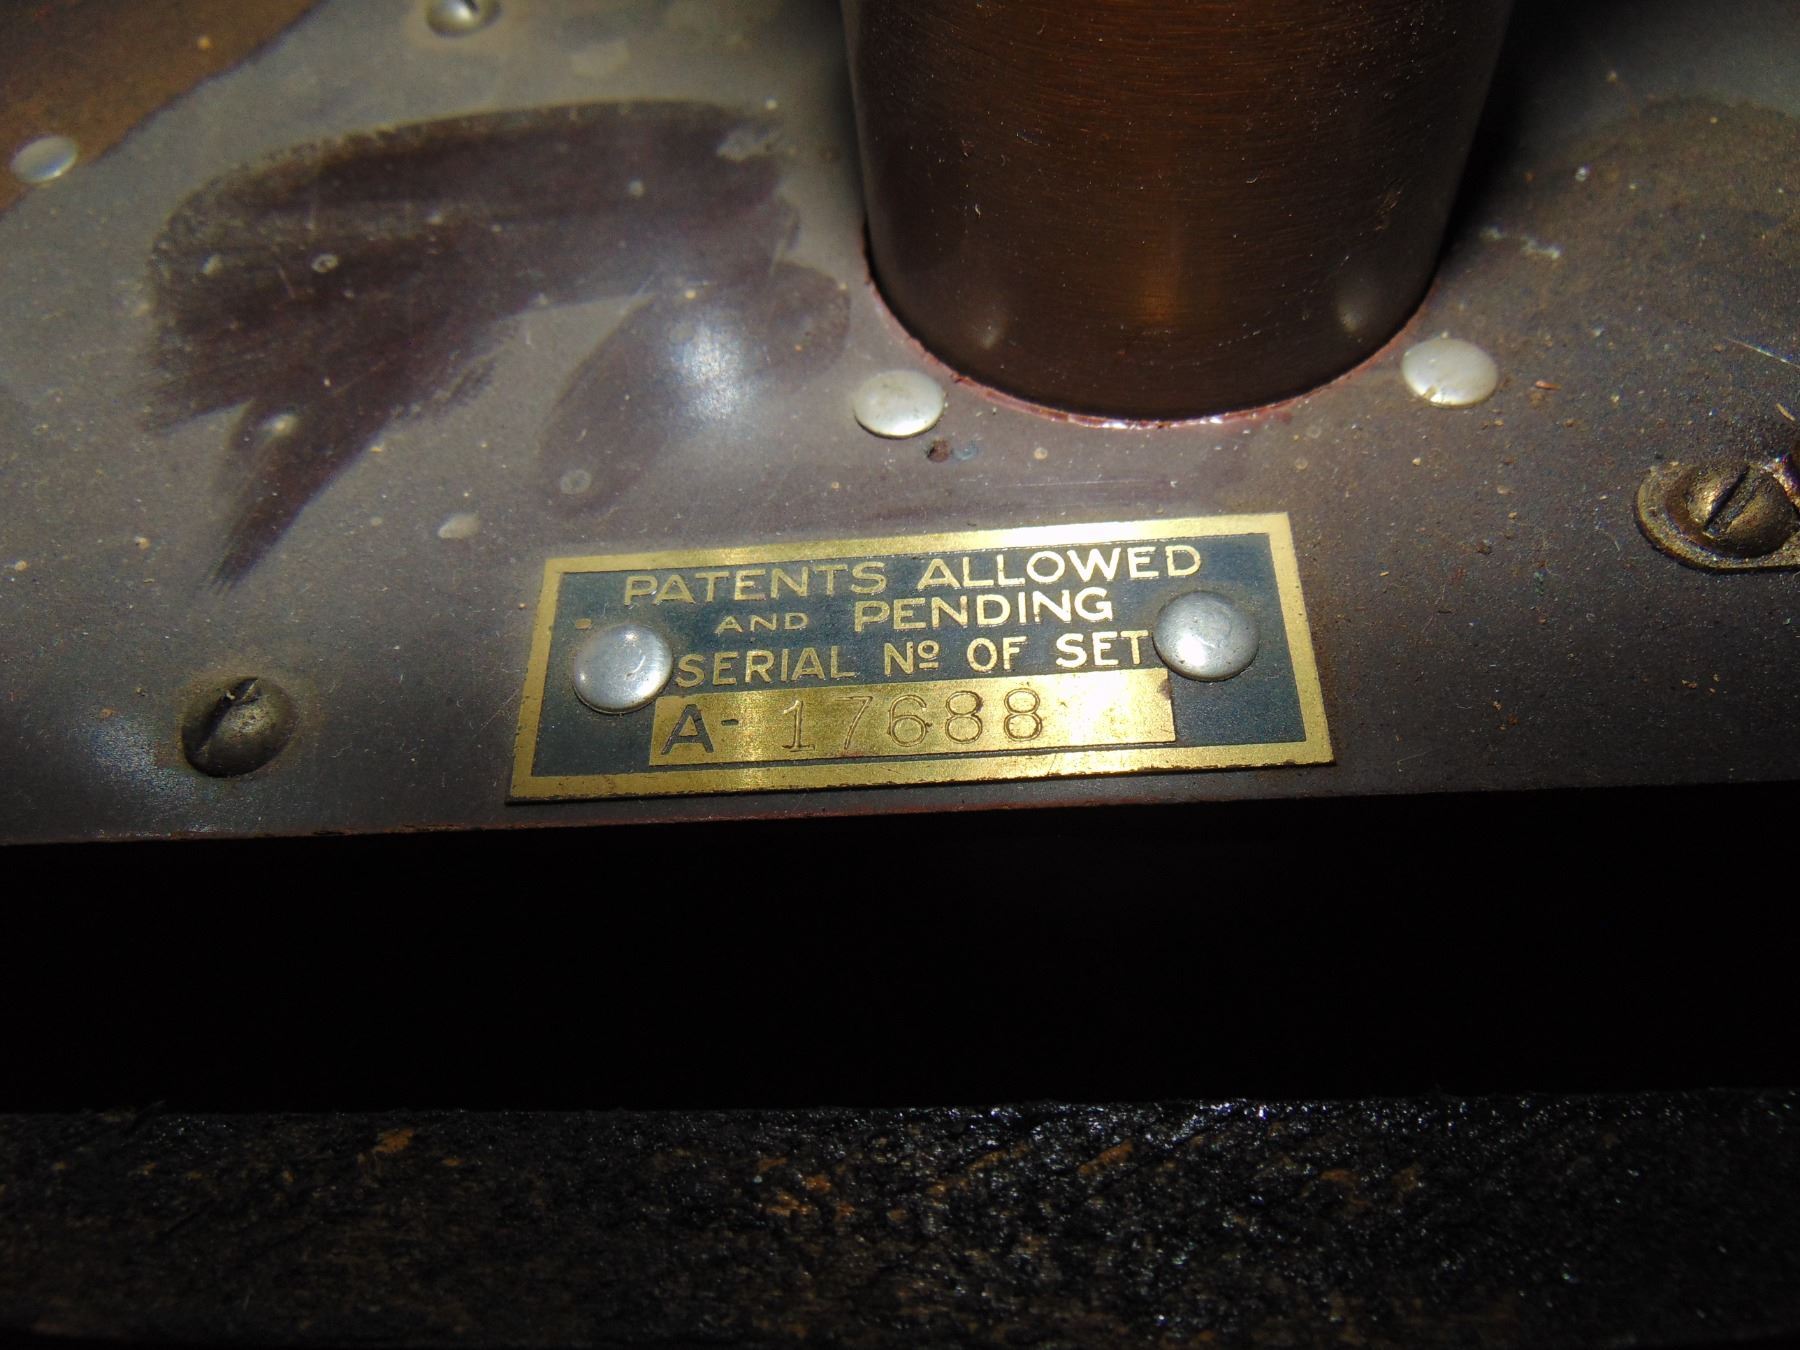 PATENTS ALLOWED
AND PENDING
SERIAL Nº OF SET
A- 17688